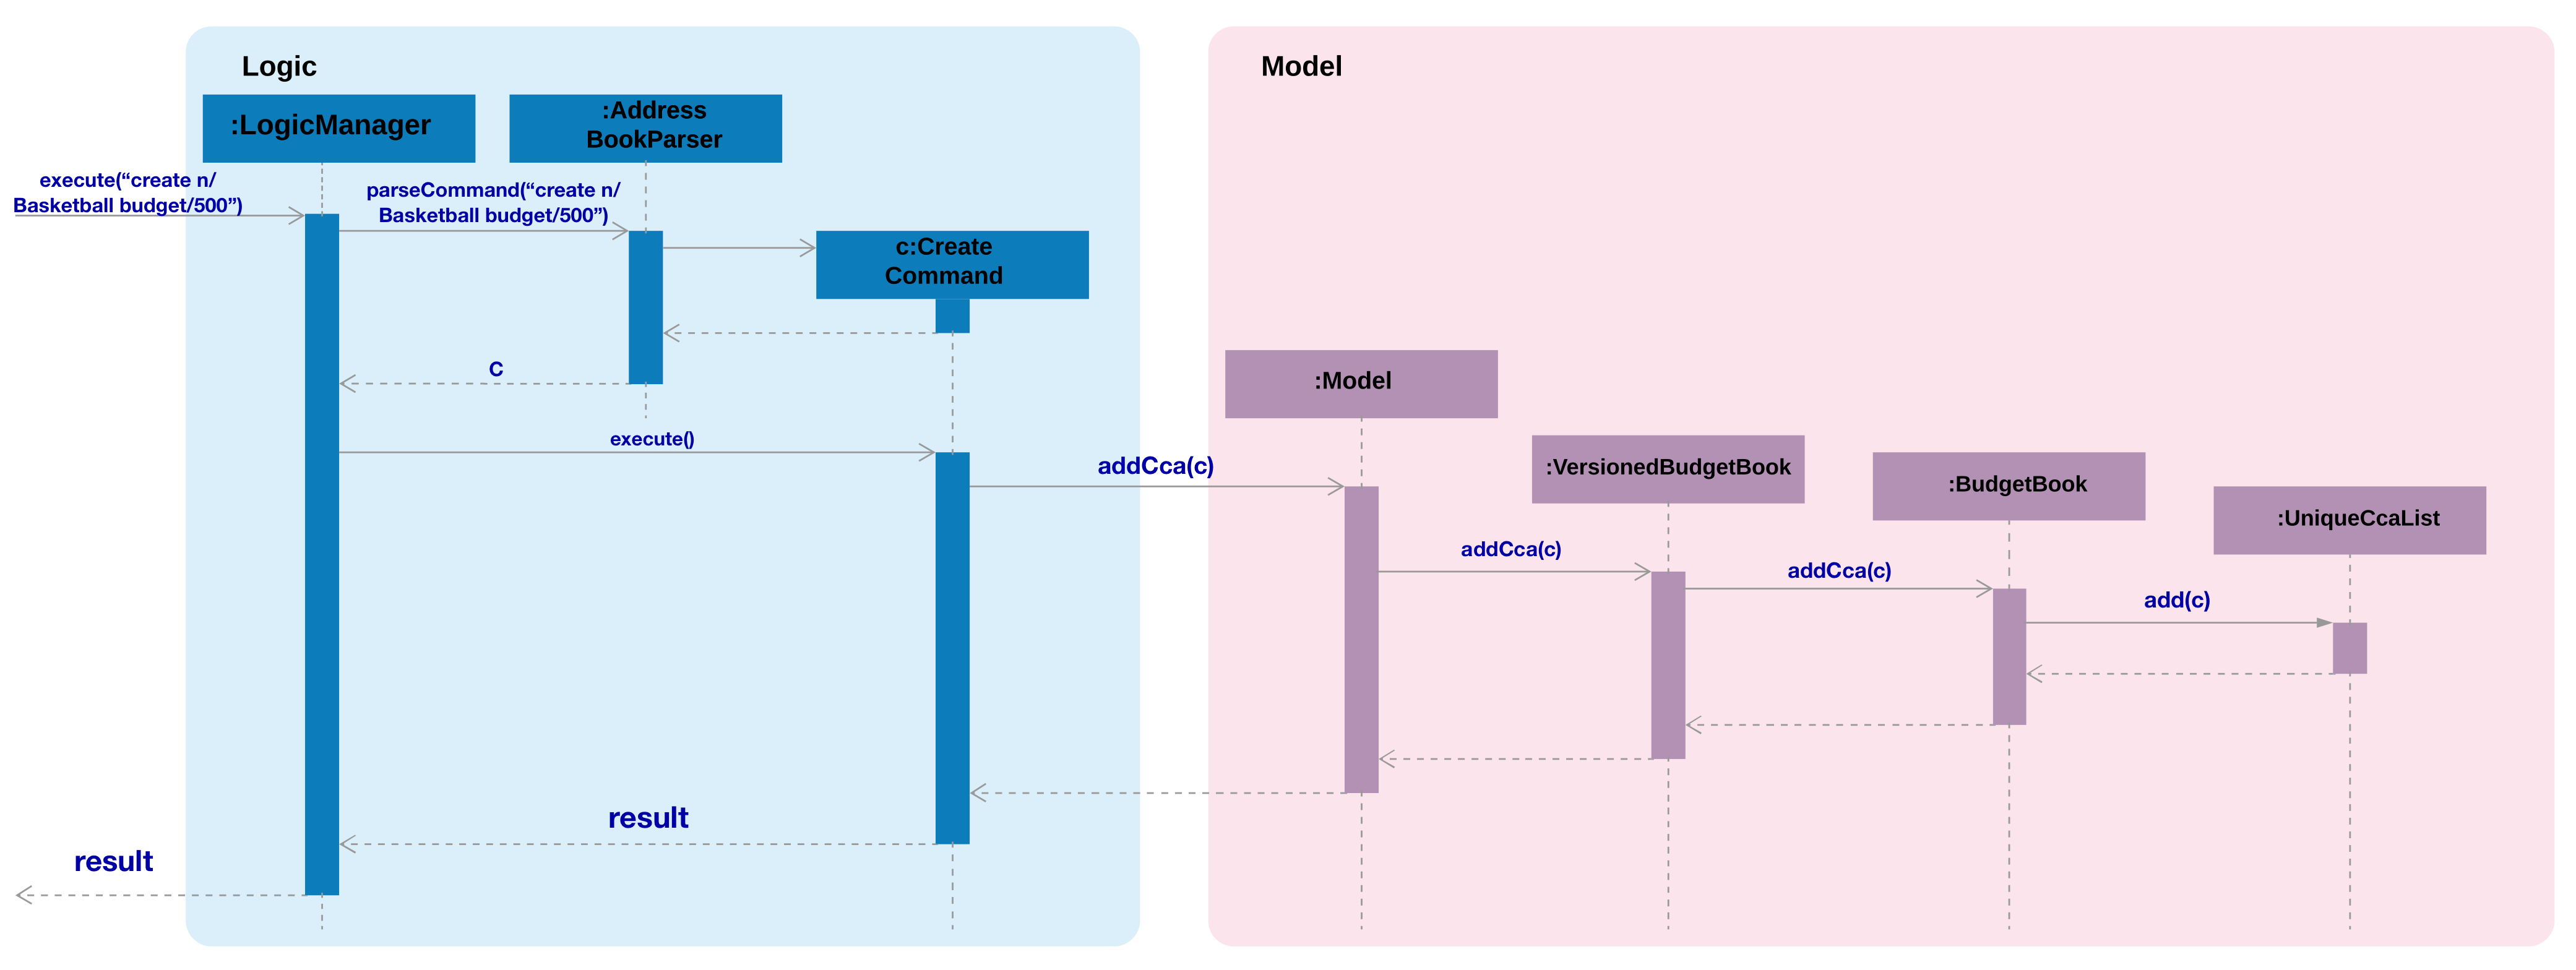 Logic
Model
:LogicManager
:Address
BookParser
execute(“create n/
Basketball budget/500”)
parseCommand(“create n/
Basketball budget/500”)
c:Create
Command
C
:Model
execute()
addCca(c)
:VersionedBudgetBook
:BudgetBook
:UniqueCcaList
addCca(c)
addCca(c)
add(c)
result
result